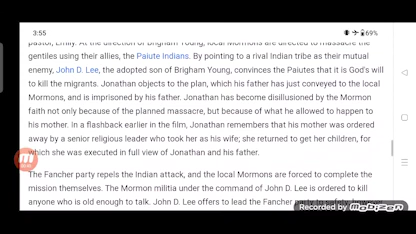 3:55
69%
pastor, Emily. At the direction of Brigham Young, local Mormons are directed to massacre the
gentiles using their allies, the Paiute Indians. By pointing to a rival Indian tribe as their mutual
enemy, John D. Lee, the adopted son of Brigham Young, convinces the Paiutes that it is God's will
to kill the migrants. Jonathan objects to the plan, which his father has just conveyed to the local
Mormons, and is imprisoned by his father. Jonathan has become disillusioned by the Mormon
faith not only because of the planned massacre, but because of what he allowed to happen to
his mother. In a flashback earlier in the film, Jonathan remembers that his mother was ordered
away by a senior religious leader who took her as his wife; she returned to get her children, for
which she was executed in full view of Jonathan and his father.
The Fancher party repels the Indian attack, and the local Mormons are forced to complete the
mission themselves. The Mormon militia under the command of John D. Lee is ordered to kill
anyone who is old enough to talk. John D. Lee offers to lead the Fancher party to safety, however
Recorded by Mobizen